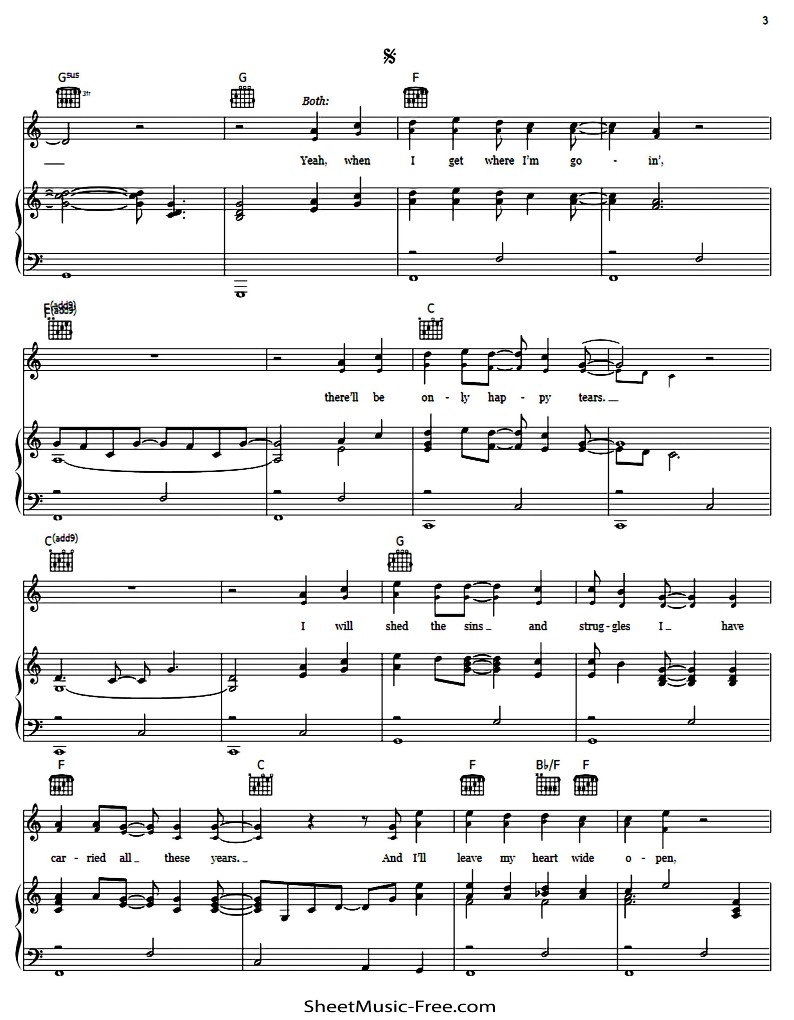 3
Gsus G F
3fr
Both:
Yeah, when I get where I'm go - in',
F(add9) C
there'll be on - ly hap - py tears.
C(add9) G
I will shed the sins and strug - gles I have
F C F B♭/F F
car - ried all these years. And I'll leave my heart wide o - pen,
SheetMusic-Free.com